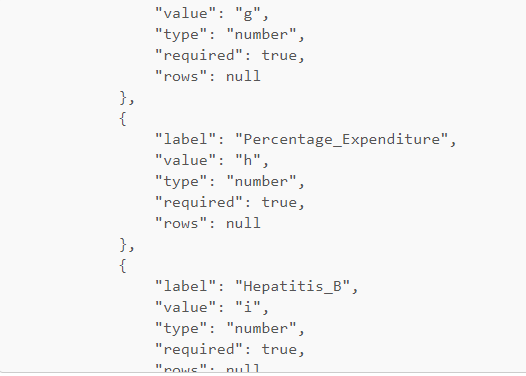 "value": "g",
"type": "number",
"required": true,
"rows": null
},
{
"label": "Percentage_Expenditure",
"value": "h",
"type": "number",
"required": true,
"rows": null
},
{
"label": "Hepatitis_B",
"value": "i",
"type": "number",
"required": true,
"rows": null